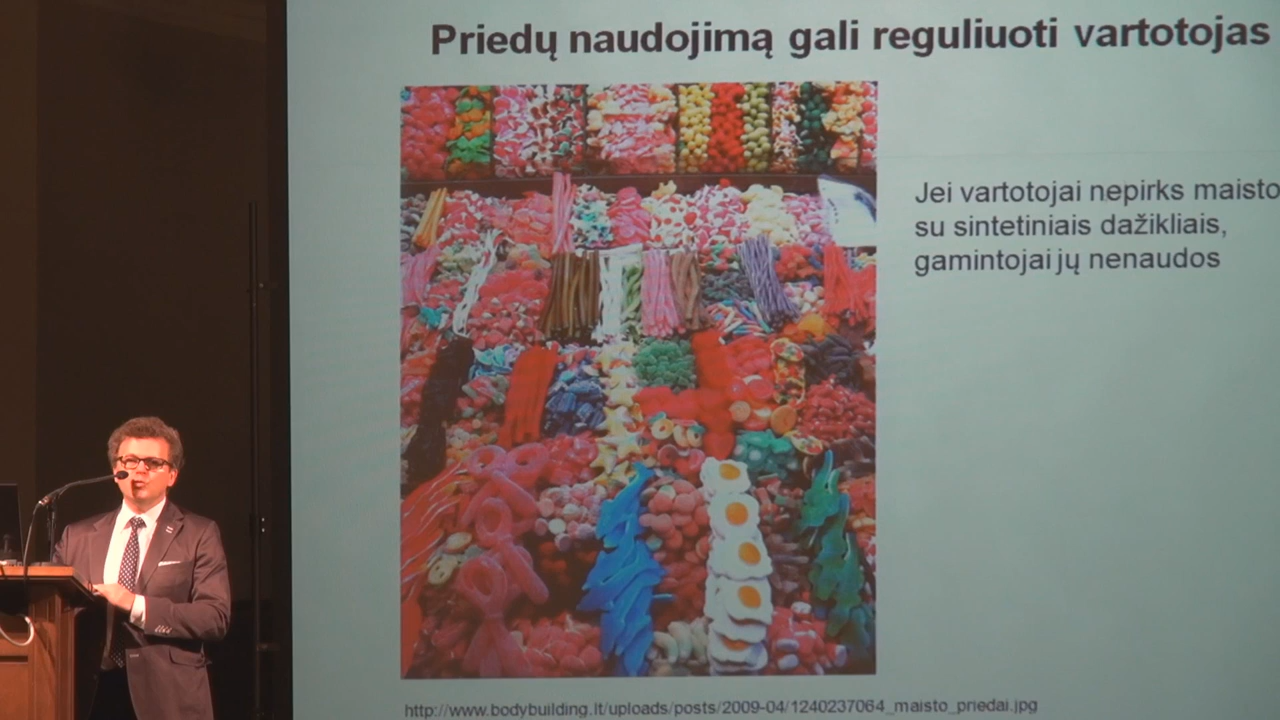 Priedų naudojimą gali reguliuoti vartotojas
Jei vartotojai nepirks maisto
su sintetiniais dažikliais,
gamintojai jų nenaudos
http://www.bodybuilding.lt/uploads/posts/2009-04/1240237064_maisto_priedai.jpg